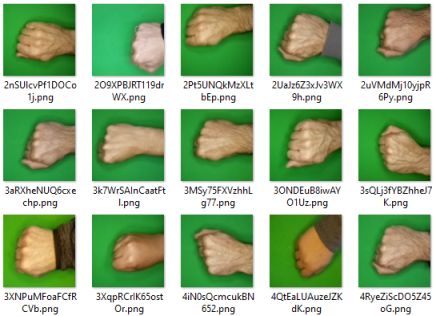 2nSUlcvPf1DOCo
1j.png
2O9XPBJRT119dr
WX.png
2Pt5UNQkMzXLt
bEp.png
2UaJz6Z3xJv3WX
9h.png
2uVMdMj10yjpR
6Py.png
3aRXheNUQ6cxe
chp.png
3k7WrSAInCaatFt
I.png
3MSy75FXVzhhL
g77.png
3ONDEuB8iwAY
O1Uz.png
3sQLj3fYBZhheJ7
K.png
3XNPuMFoaFCfR
CVb.png
3XqpRCrlK65ost
Or.png
4iN0sQcmcukBN
652.png
4QtEaLUAuzeJZK
dK.png
4RyeZiScDO5Z45
oG.png